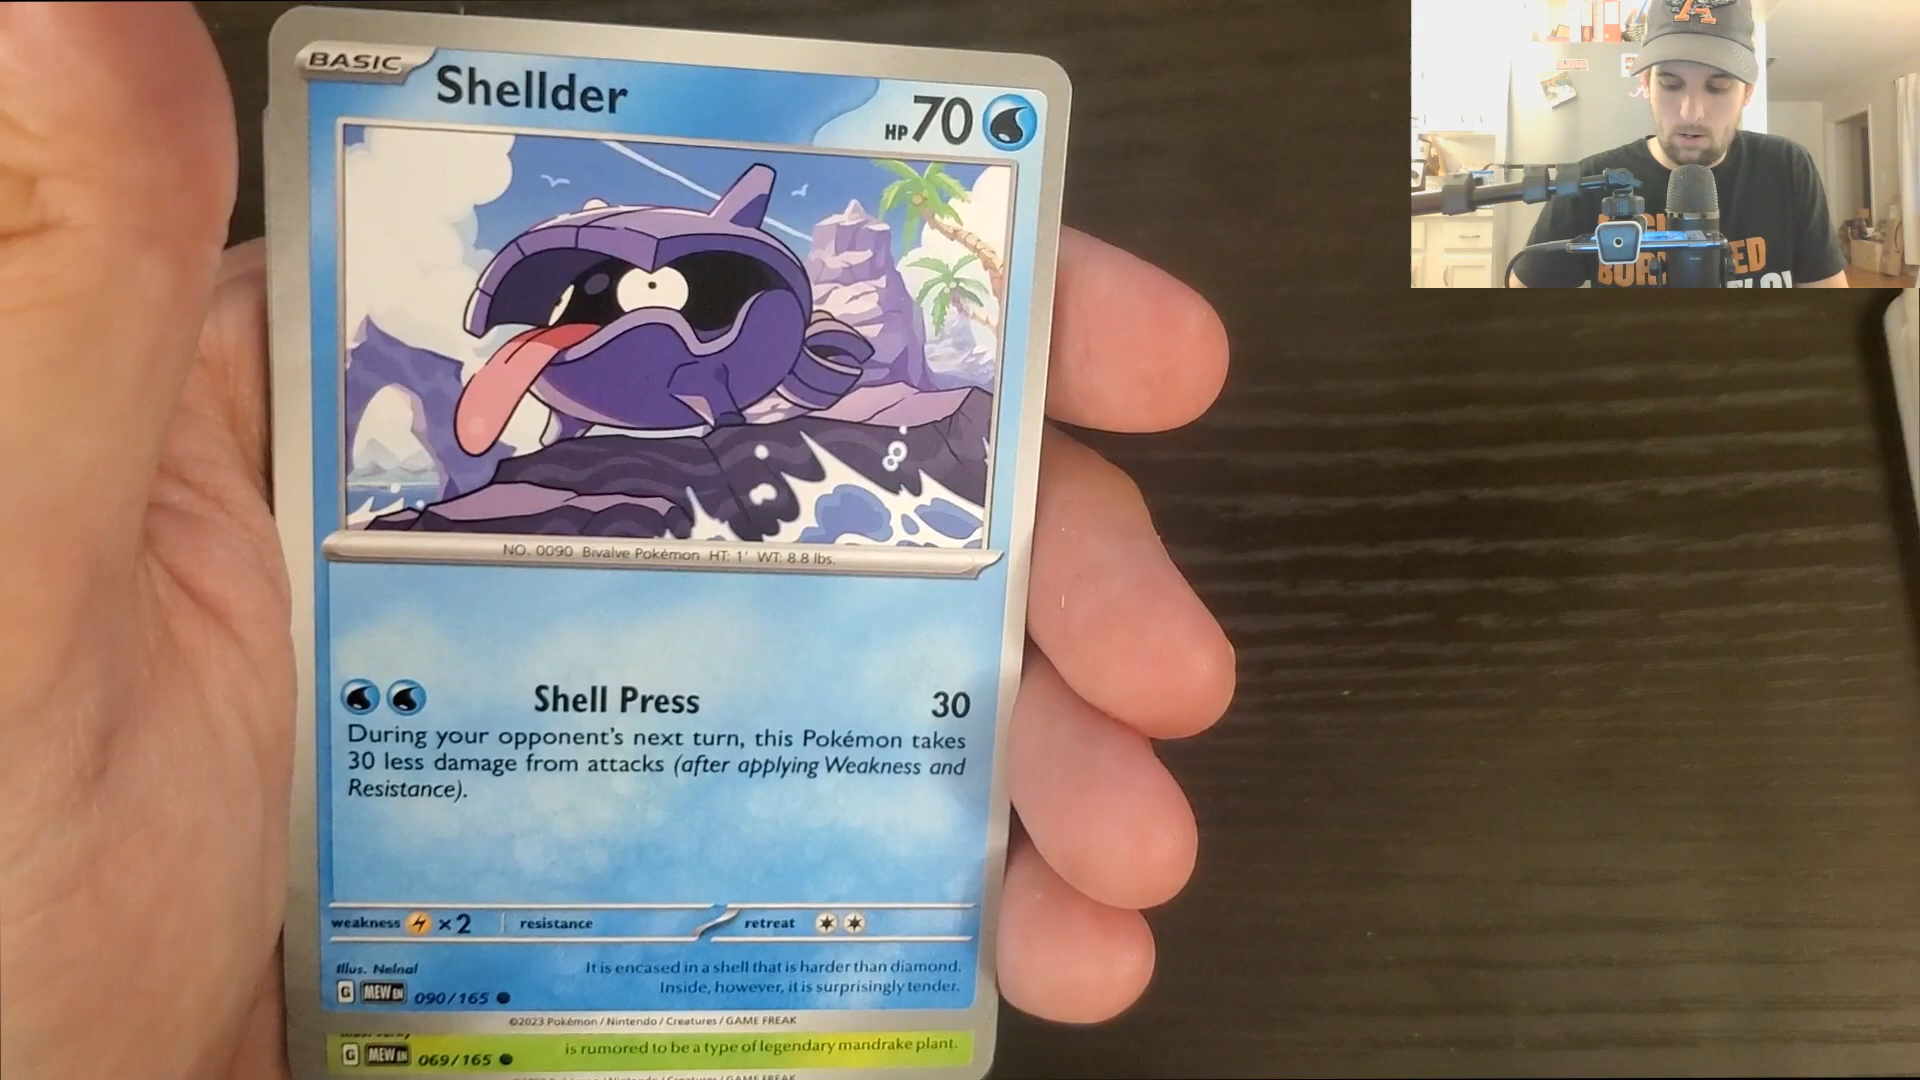 BASIC
Shellder
HP 70
NO. 0090 Bivalve Pokémon HT: 1' WT: 8.8 lbs.
Shell Press 30
During your opponent's next turn, this Pokémon takes
30 less damage from attacks (after applying Weakness and
Resistance).
weakness ×2 resistance retreat
Illus. Nelnal
It is encased in a shell that is harder than diamond.
Inside, however, it is surprisingly tender.
G MEW EN 090/165
©2023 Pokémon / Nintendo / Creatures / GAME FREAK
is rumored to be a type of legendary mandrake plant.
G MEW EN 069/165
A